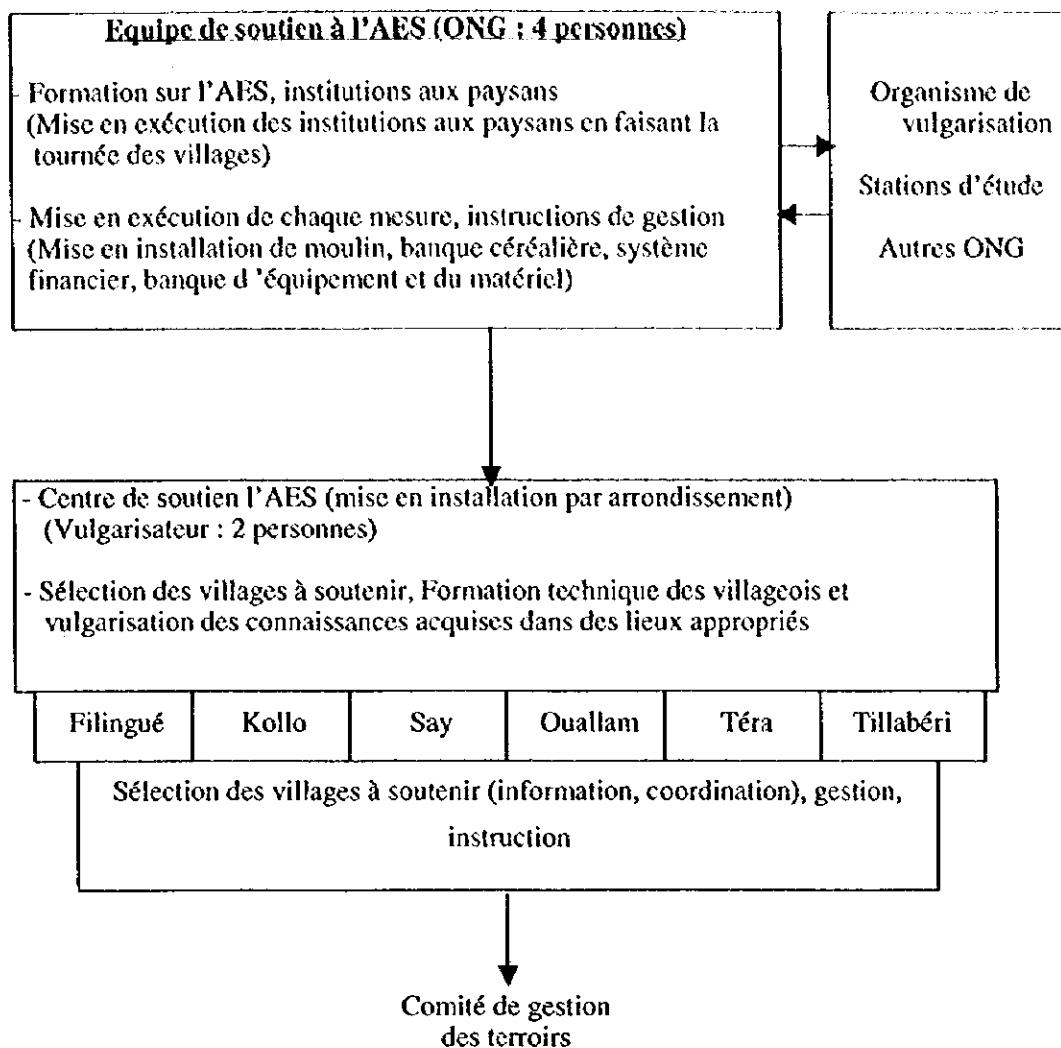 Equipe de soutien à l'AES (ONG : 4 personnes)
- Formation sur l'AES, institutions aux paysans
(Mise en exécution des institutions aux paysans en faisant la
tournée des villages)
- Mise en exécution de chaque mesure, instructions de gestion
(Mise en installation de moulin, banque céréalière, système
financier, banque d 'équipement et du matériel)
Organisme de
vulgarisation
Stations d'étude
Autres ONG
- Centre de soutien l'AES (mise en installation par arrondissement)
(Vulgarisateur : 2 personnes)
- Sélection des villages à soutenir, Formation technique des villageois et
vulgarisation des connaissances acquises dans des lieux appropriés
Filingué Kollo Say Ouallam Téra Tillabéri
Sélection des villages à soutenir (information, coordination), gestion,
instruction
Comité de gestion
des terroirs